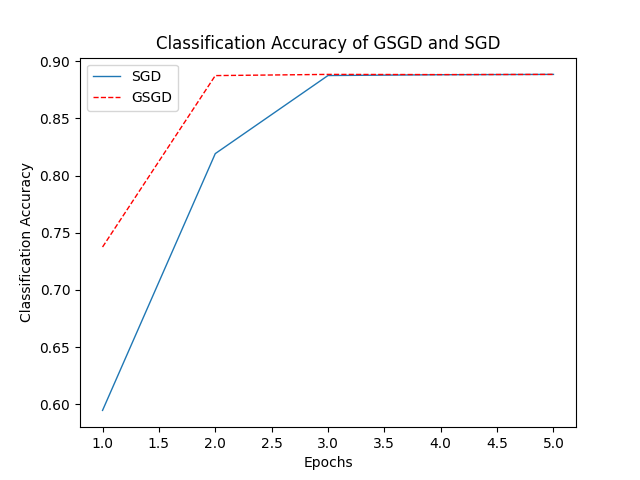 Classification Accuracy of GSGD and SGD
SGD
GSGD
Classification Accuracy
0.90
0.85
0.80
0.75
0.70
0.65
0.60
1.0 1.5 2.0 2.5 3.0 3.5 4.0 4.5 5.0
Epochs